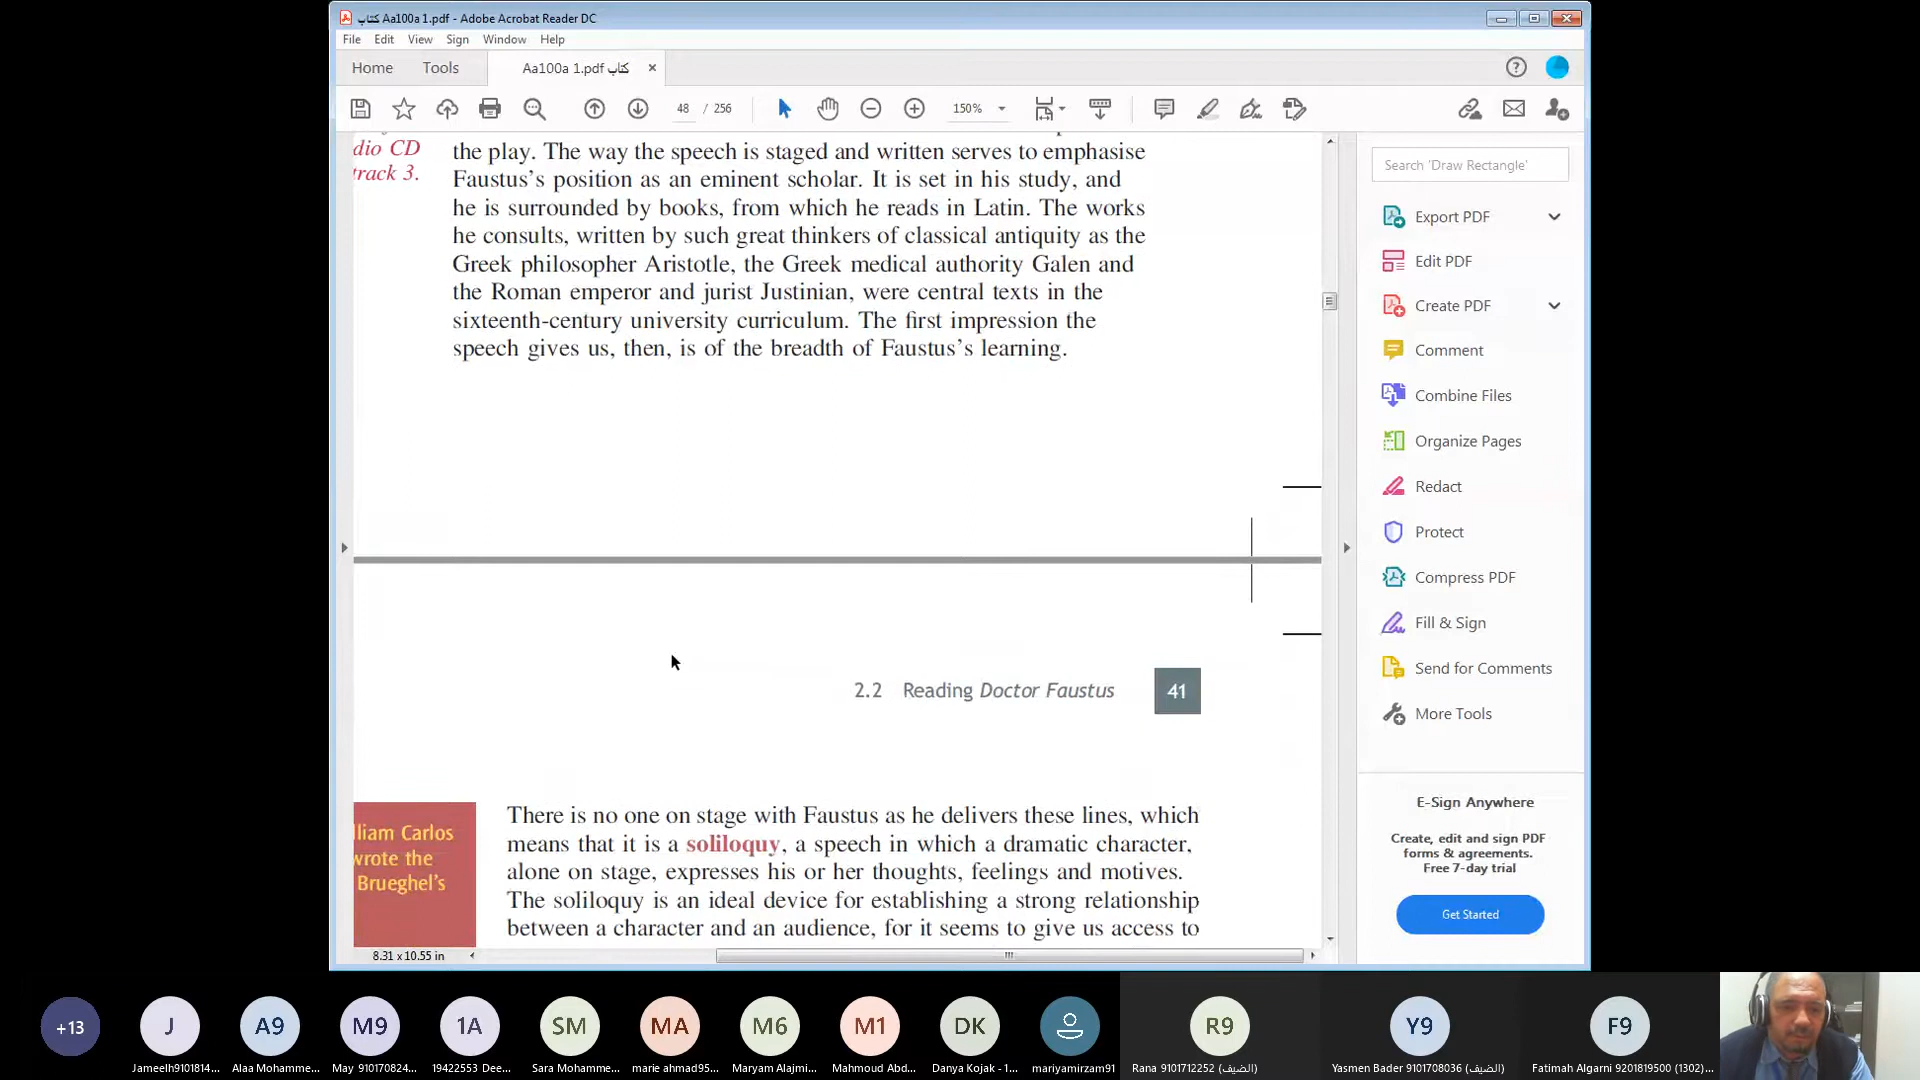 كتاب Aa100a 1.pdf - Adobe Acrobat Reader DC
File Edit View Sign Window Help
Home Tools Aa100a 1.pdf كتاب
48 / 256 150%
dio CD
track 3.
the play. The way the speech is staged and written serves to emphasise
Faustus's position as an eminent scholar. It is set in his study, and
he is surrounded by books, from which he reads in Latin. The works
he consults, written by such great thinkers of classical antiquity as the
Greek philosopher Aristotle, the Greek medical authority Galen and
the Roman emperor and jurist Justinian, were central texts in the
sixteenth-century university curriculum. The first impression the
speech gives us, then, is of the breadth of Faustus's learning.
2.2 Reading Doctor Faustus 41
lliam Carlos
wrote the
Brueghel's
There is no one on stage with Faustus as he delivers these lines, which
means that it is a soliloquy, a speech in which a dramatic character,
alone on stage, expresses his or her thoughts, feelings and motives.
The soliloquy is an ideal device for establishing a strong relationship
between a character and an audience, for it seems to give us access to
8.31 x 10.55 in
Search 'Draw Rectangle'
Export PDF
Edit PDF
Create PDF
Comment
Combine Files
Organize Pages
Redact
Protect
Compress PDF
Fill & Sign
Send for Comments
More Tools
E-Sign Anywhere
Create, edit and sign PDF
forms & agreements.
Free 7-day trial
Get Started
+13 J A9 M9 1A SM MA M6 M1 DK R9 Y9 F9
Jameelh9101814... Alaa Mohamme... May 910170824... 19422553 Dee... Sara Mohamme... marie ahmad95... Maryam Alajmi... Mahmoud Abd... Danya Kojak - 1... mariyamirzam91 Rana 9101712252 (الضيف) Yasmen Bader 9101708036 (الضيف) Fatimah Algarni 9201819500 (1302) (الضيف)